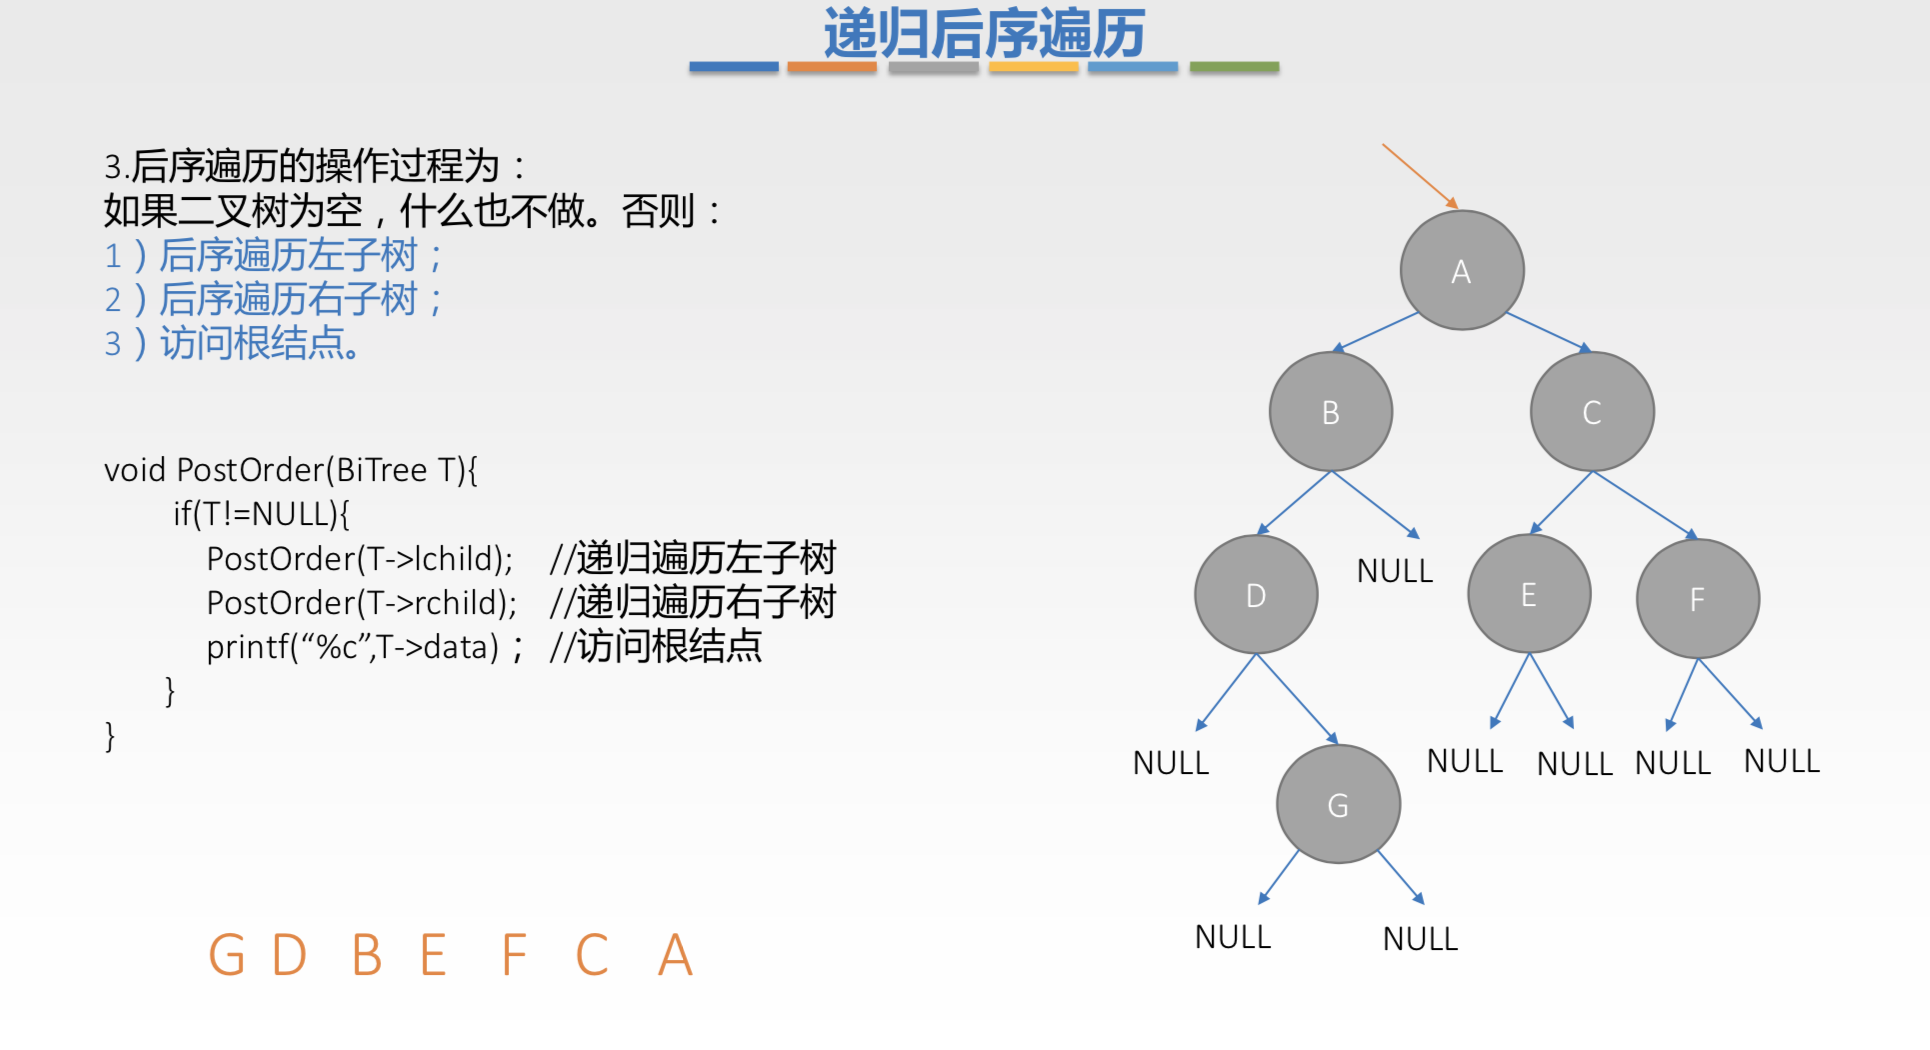 递归后序遍历
3.后序遍历的操作过程为：
如果二叉树为空，什么也不做。否则：
1）后序遍历左子树；
2）后序遍历右子树；
3）访问根结点。
void PostOrder(BiTree T){
if(T!=NULL){
PostOrder(T->lchild); //递归遍历左子树
PostOrder(T->rchild); //递归遍历右子树
printf(“%c”,T->data)； //访问根结点
}
}
G D B E F C A
A
B C
D NULL E F
NULL G NULL NULL NULL NULL
NULL NULL